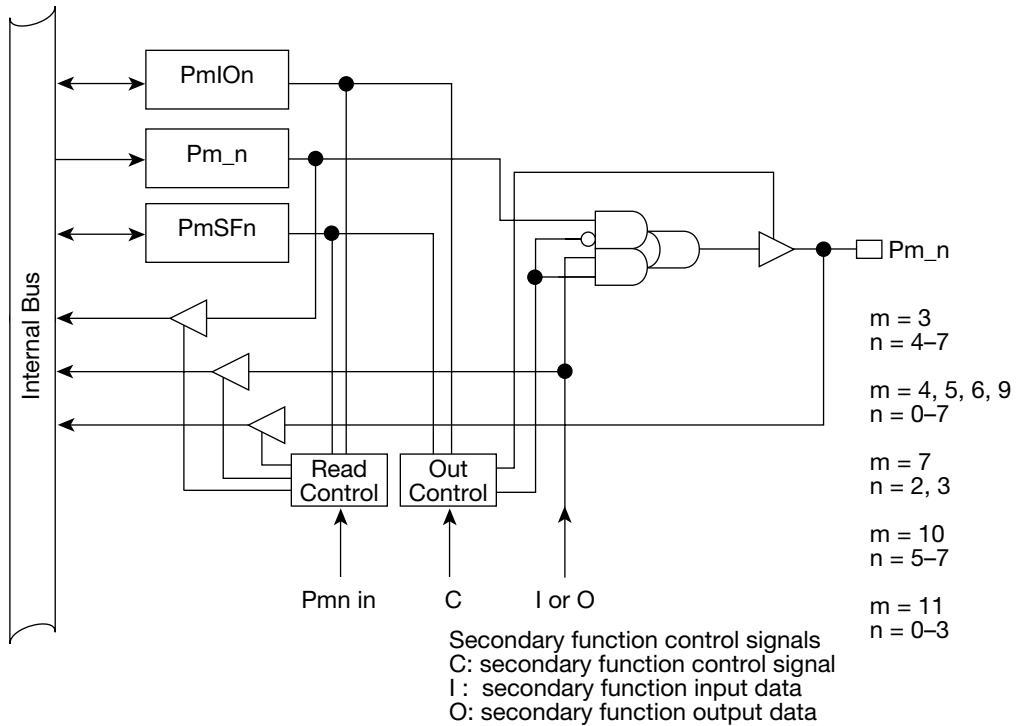 PmIOn
Pm_n
PmSFn
Internal Bus
Pm_n
m = 3
n = 4–7
m = 4, 5, 6, 9
n = 0–7
m = 7
n = 2, 3
m = 10
n = 5–7
m = 11
n = 0–3
Read
Control
Out
Control
Pmn in
C
I or O
Secondary function control signals
C: secondary function control signal
I : secondary function input data
O: secondary function output data